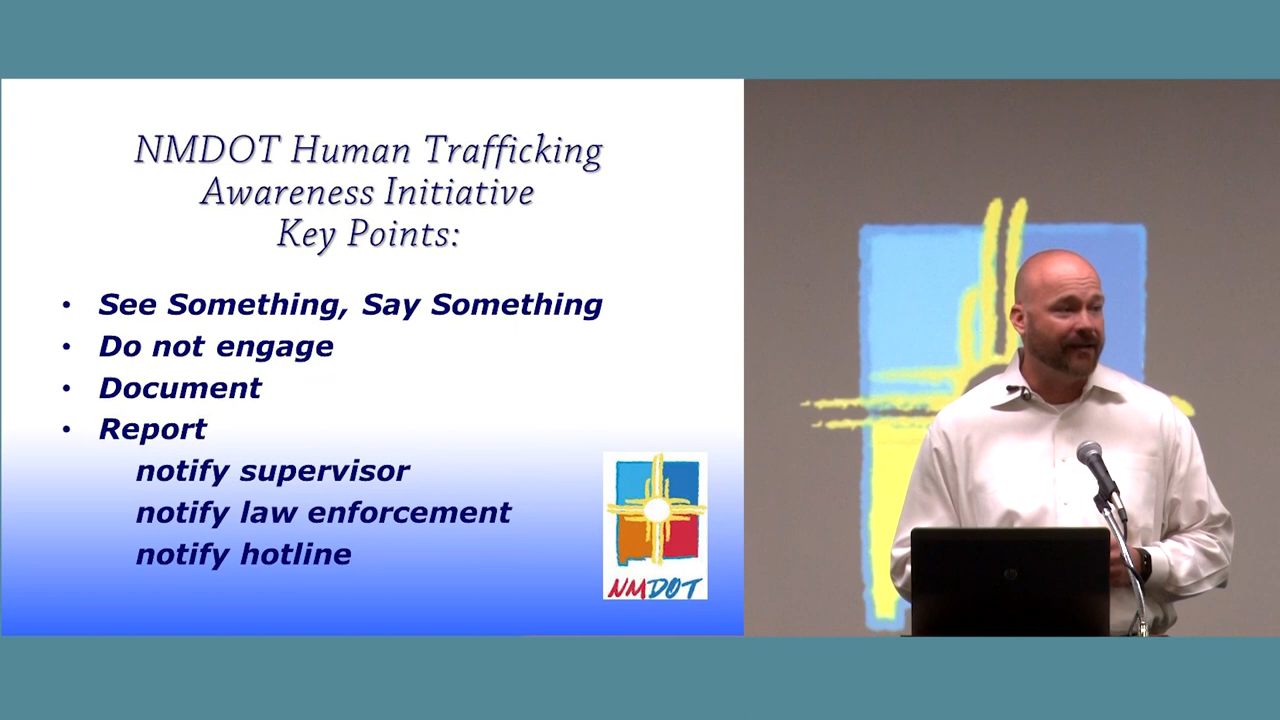 NMDOT Human Trafficking
Awareness Initiative
Key Points:
• See Something, Say Something
• Do not engage
• Document
• Report
notify supervisor
notify law enforcement
notify hotline
NMDOT